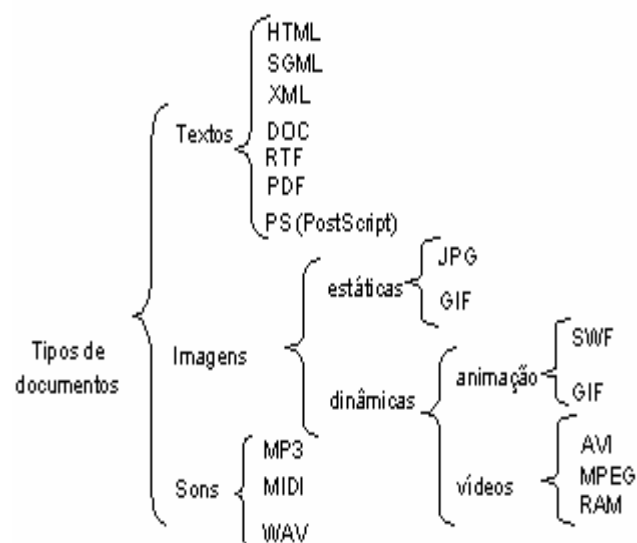 Tipos de
documentos
Textos
HTML
SGML
XML
DOC
RTF
PDF
PS (PostScript)
Imagens
estáticas
JPG
GIF
dinâmicas
animação
SWF
GIF
vídeos
AVI
MPEG
RAM
Sons
MP3
MIDI
WAV